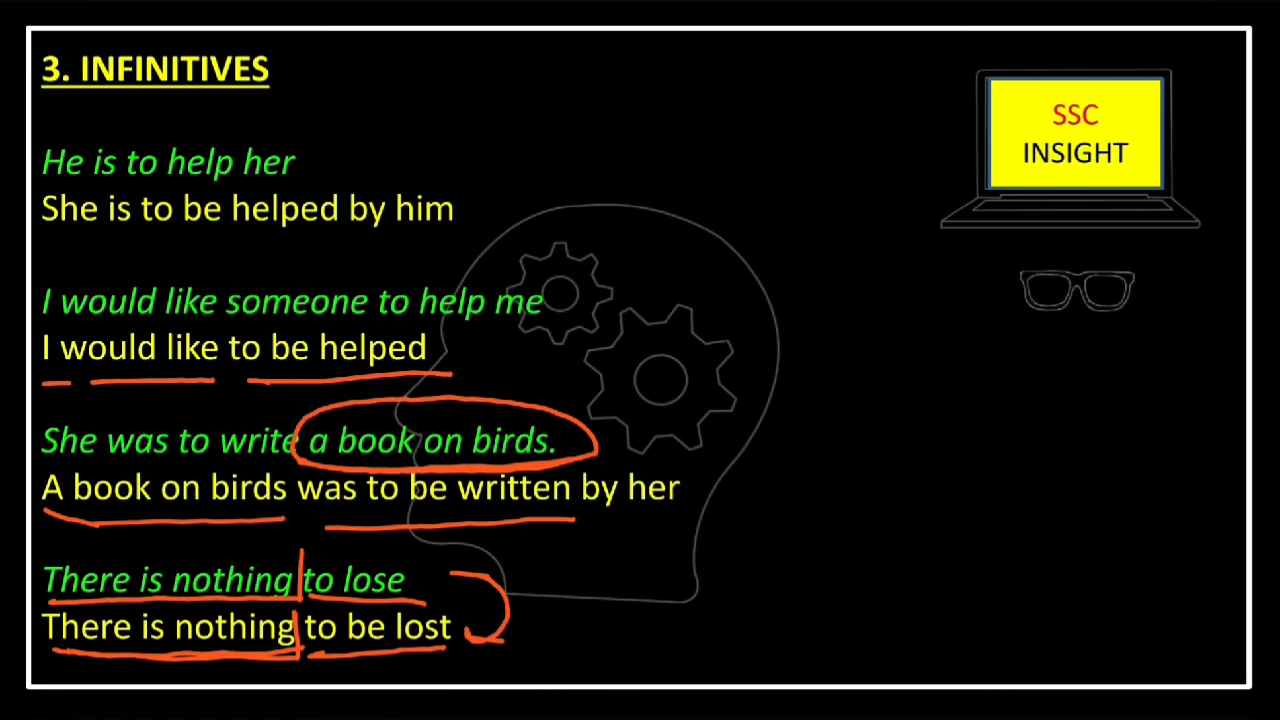 3. INFINITIVES
He is to help her
She is to be helped by him
I would like someone to help me
I would like to be helped
She was to write a book on birds.
A book on birds was to be written by her
There is nothing to lose
There is nothing to be lost
SSC
INSIGHT